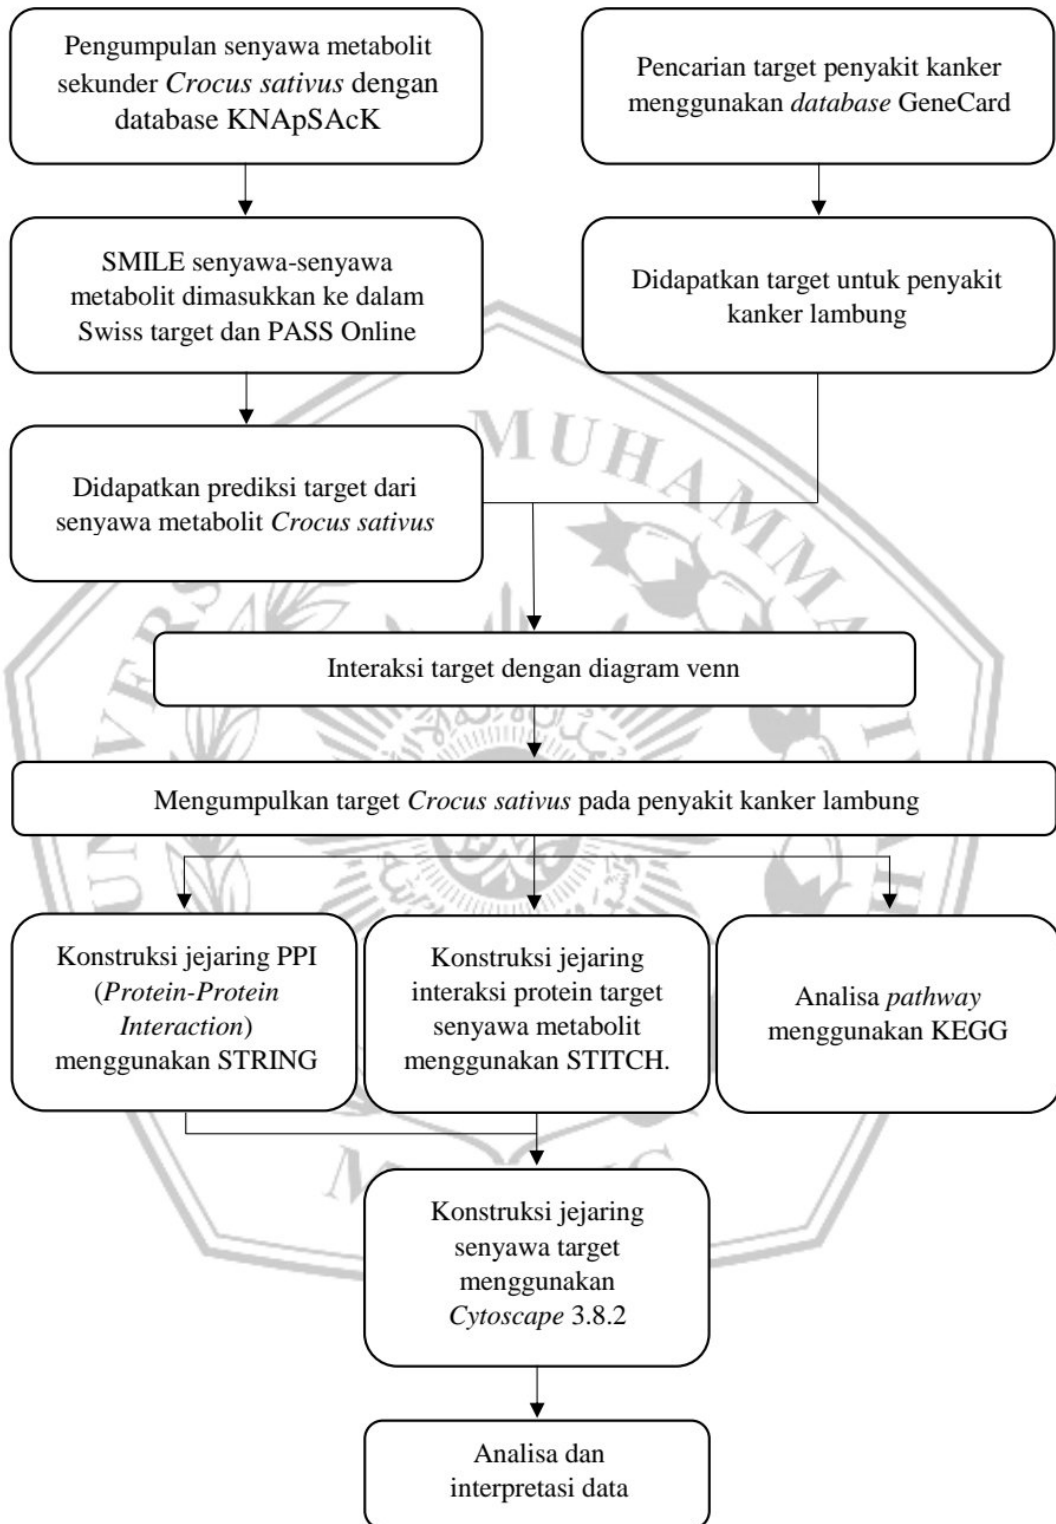 Pengumpulan senyawa metabolit
sekunder Crocus sativus dengan
database KNApSAcK
Pencarian target penyakit kanker
menggunakan database GeneCard
SMILE senyawa-senyawa
metabolit dimasukkan ke dalam
Swiss target dan PASS Online
Didapatkan target untuk penyakit
kanker lambung
Didapatkan prediksi target dari
senyawa metabolit Crocus sativus
Interaksi target dengan diagram venn
Mengumpulkan target Crocus sativus pada penyakit kanker lambung
Konstruksi jejaring PPI
(Protein-Protein
Interaction)
menggunakan STRING
Konstruksi jejaring
interaksi protein target
senyawa metabolit
menggunakan STITCH.
Analisa pathway
menggunakan KEGG
Konstruksi jejaring
senyawa target
menggunakan
Cytoscape 3.8.2
Analisa dan
interpretasi data